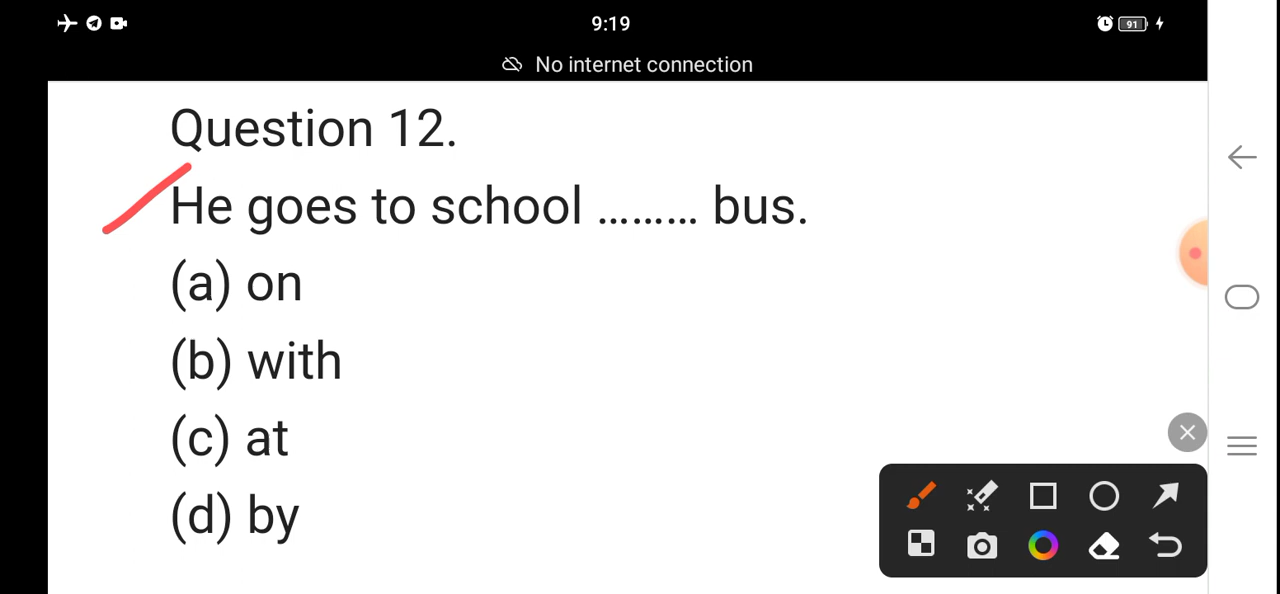 9:19
91
No internet connection
Question 12.
He goes to school ......... bus.
(a) on
(b) with
(c) at
(d) by